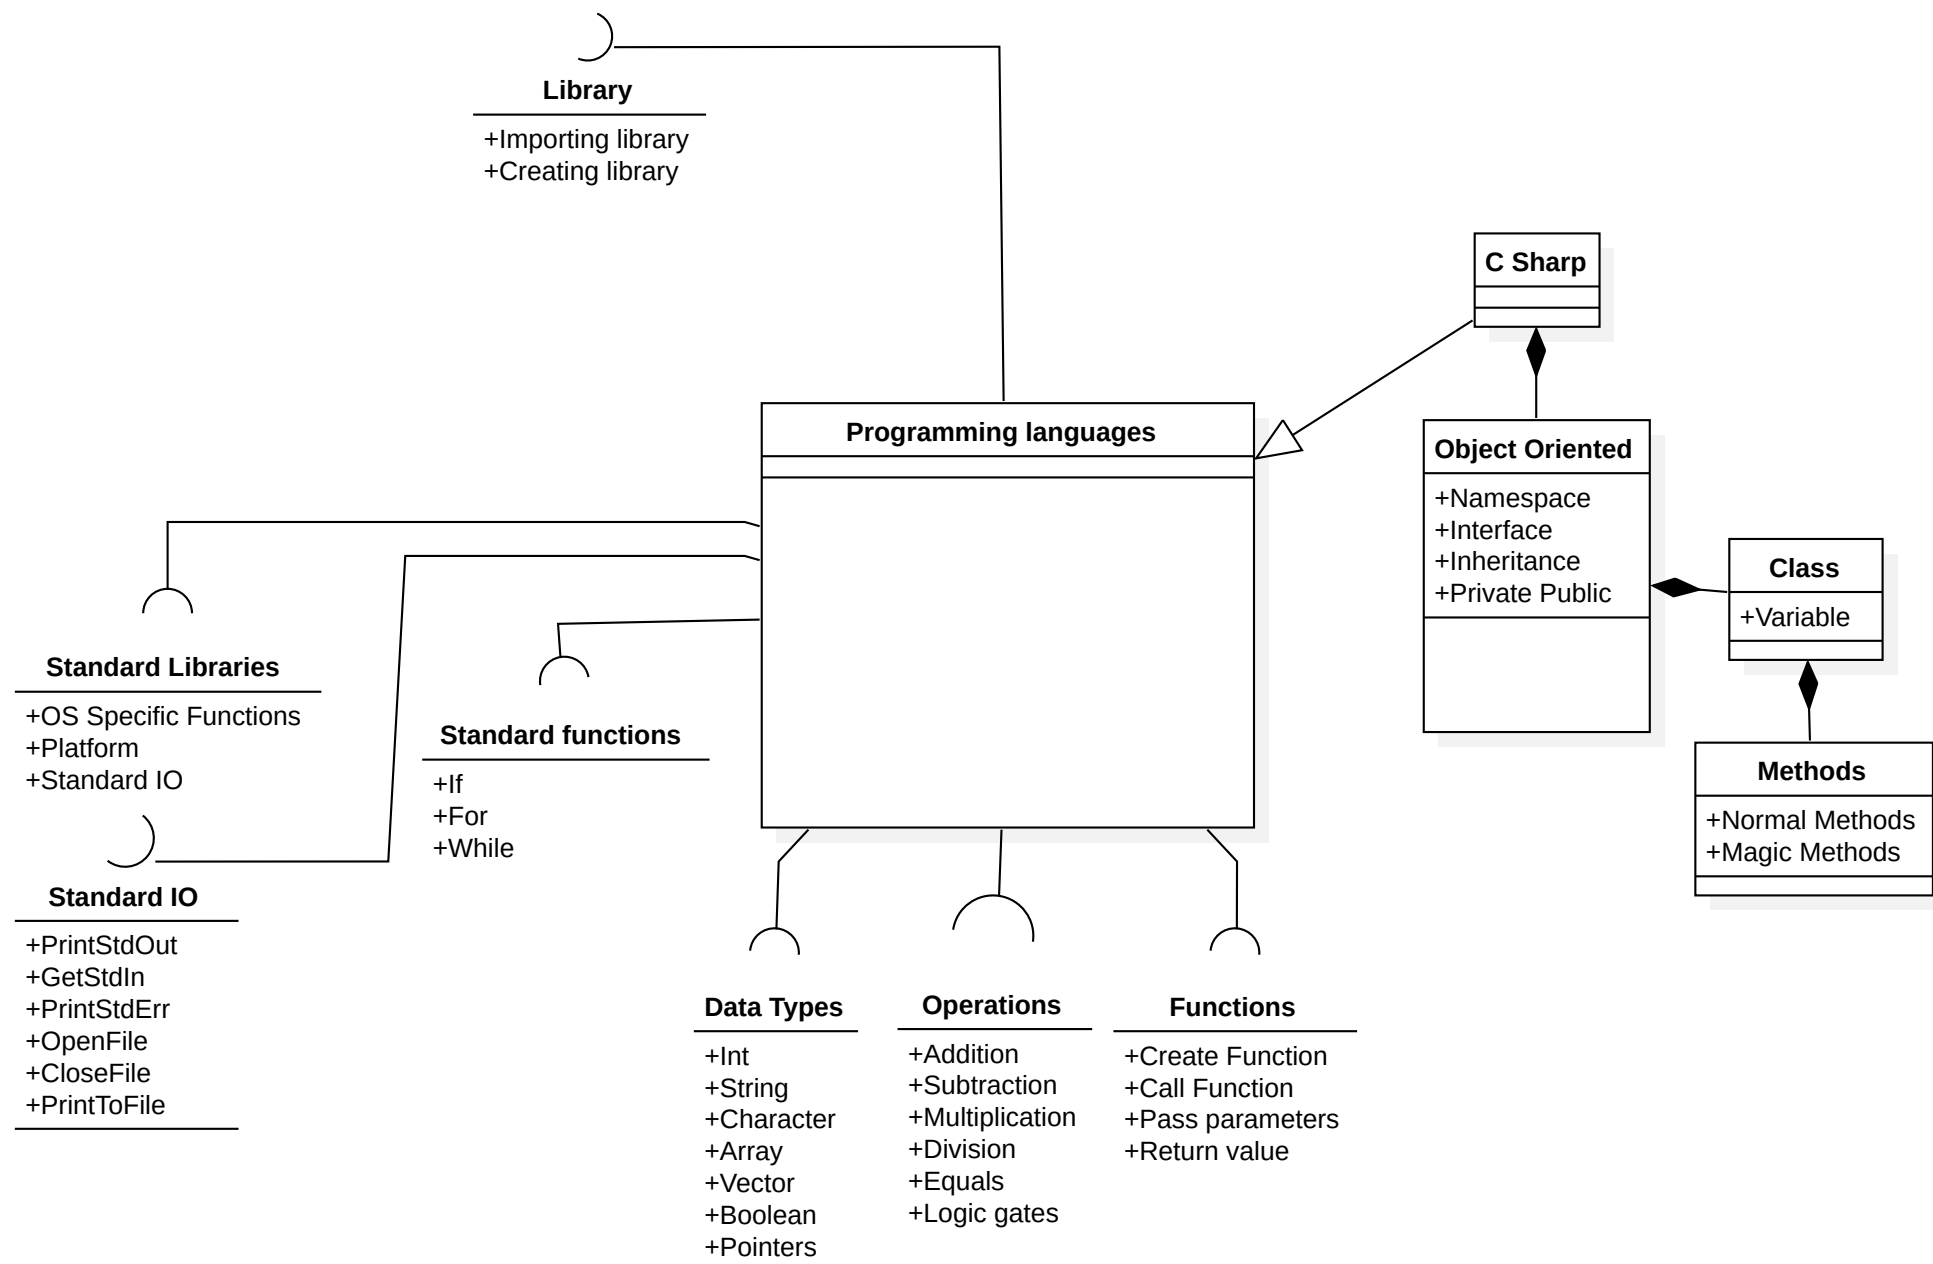 Library
+Importing library
+Creating library
C Sharp
Programming languages
Object Oriented
+Namespace
+Interface
+Inheritance
+Private Public
Class
+Variable
Methods
+Normal Methods
+Magic Methods
Standard Libraries
+OS Specific Functions
+Platform
+Standard IO
Standard functions
+If
+For
+While
Standard IO
+PrintStdOut
+GetStdIn
+PrintStdErr
+OpenFile
+CloseFile
+PrintToFile
Data Types
+Int
+String
+Character
+Array
+Vector
+Boolean
+Pointers
Operations
+Addition
+Subtraction
+Multiplication
+Division
+Equals
+Logic gates
Functions
+Create Function
+Call Function
+Pass parameters
+Return value